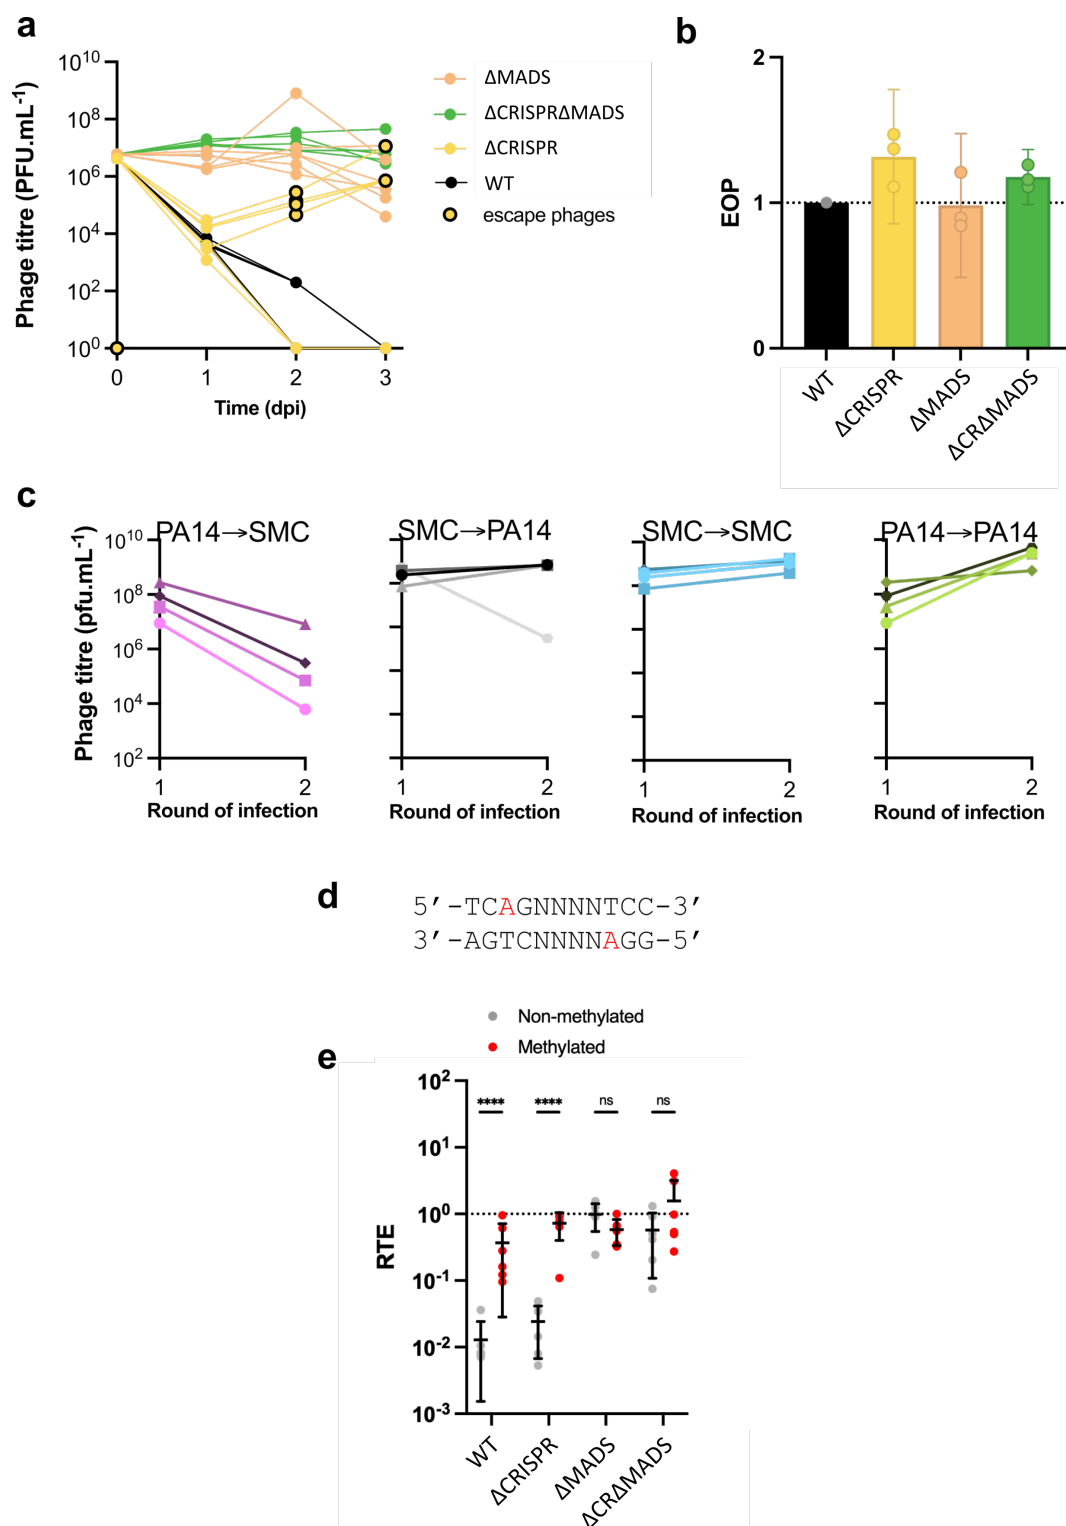 a
10^10
10^8
10^6
10^4
10^2
10^0
Phage titre (PFU.mL^-1)
0 1 2 3
Time (dpi)
ΔMADS
ΔCRISPRΔMADS
ΔCRISPR
WT
escape phages
b
2
1
0
EOP
WT
ΔCRISPR
ΔMADS
ΔCRΔMADS
c
PA14→SMC
SMC→PA14
SMC→SMC
PA14→PA14
10^10
10^8
10^6
10^4
10^2
Phage titre (pfu.mL^-1)
1 2
1 2
1 2
1 2
Round of infection
Round of infection
Round of infection
Round of infection
d
5′-TCAGNNNNTCC-3′
3′-AGTCNNNNAGG-5′
Non-methylated
Methylated
e
10^2
10^1
10^0
10^-1
10^-2
10^-3
RTE
**** **** ns ns
WT
ΔCRISPR
ΔMADS
ΔCRΔMADS